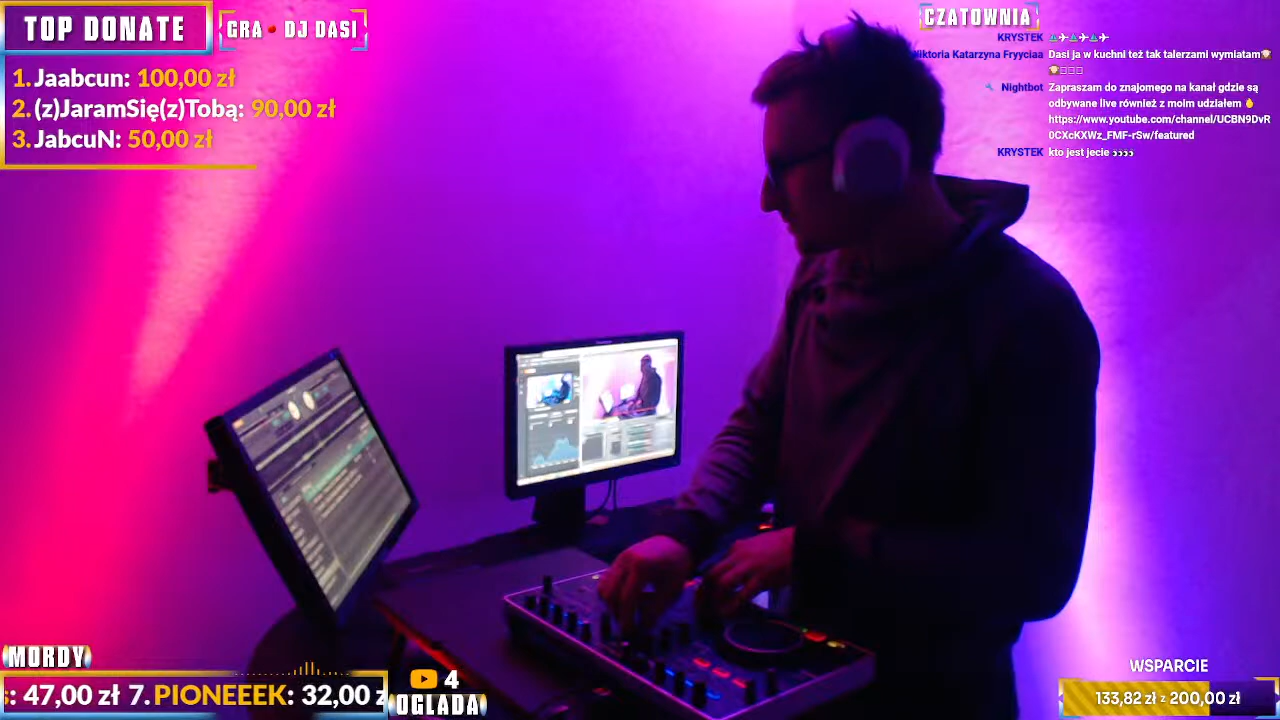 TOP DONATE
GRA • DJ DASI
1. Jaabcun: 100,00 zł
2. (z)JaramSię(z)Tobą: 90,00 zł
3. JabcuN: 50,00 zł
CZATOWNIA
KRYSTEK
Wiktoria Katarzyna Fryyciaa Dasi ja w kuchni też tak talerzami wymiatam
Nightbot Zapraszam do znajomego na kanał gdzie są
odbywane live również z moim udziałem
https://www.youtube.com/channel/UCBN9DvR
0CXcKXWz_FMF-rSw/featured
KRYSTEK kto jest jecie
MORDY
: 47,00 zł 7. PIONEEEK: 32,00 z
4
OGLĄDA
WSPARCIE
133,82 zł z 200,00 zł